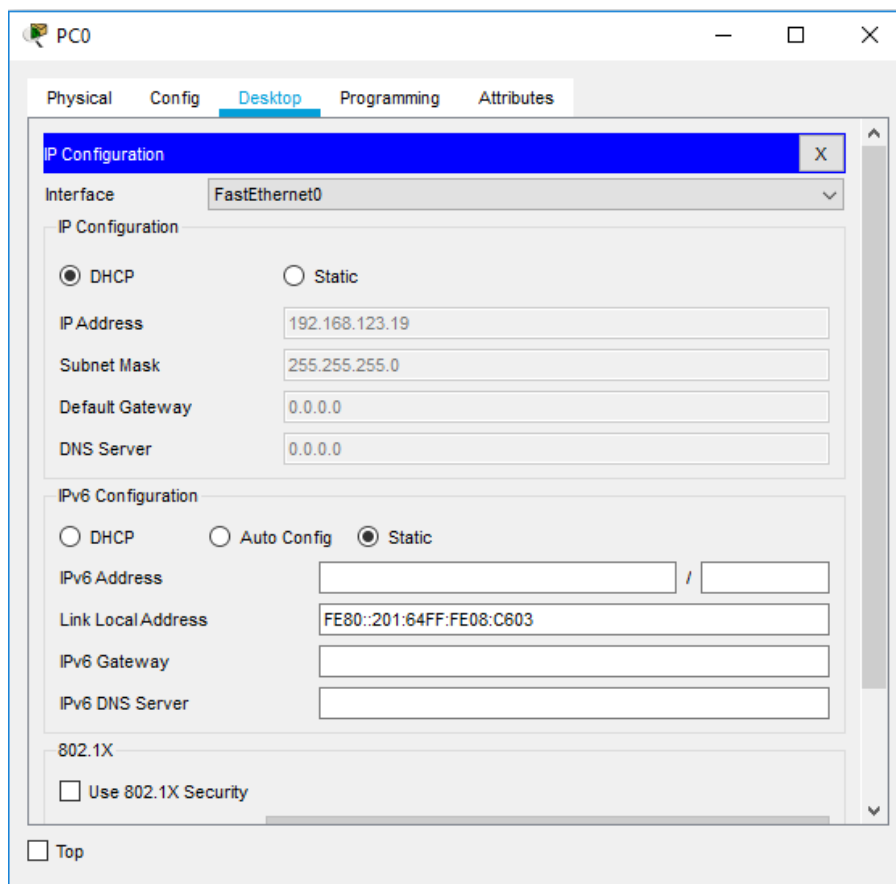 PC0
Physical Config Desktop Programming Attributes
IP Configuration X
Interface FastEthernet0
IP Configuration
DHCP Static
IP Address 192.168.123.19
Subnet Mask 255.255.255.0
Default Gateway 0.0.0.0
DNS Server 0.0.0.0
IPv6 Configuration
DHCP Auto Config Static
IPv6 Address /
Link Local Address FE80::201:64FF:FE08:C603
IPv6 Gateway
IPv6 DNS Server
802.1X
Use 802.1X Security
Top